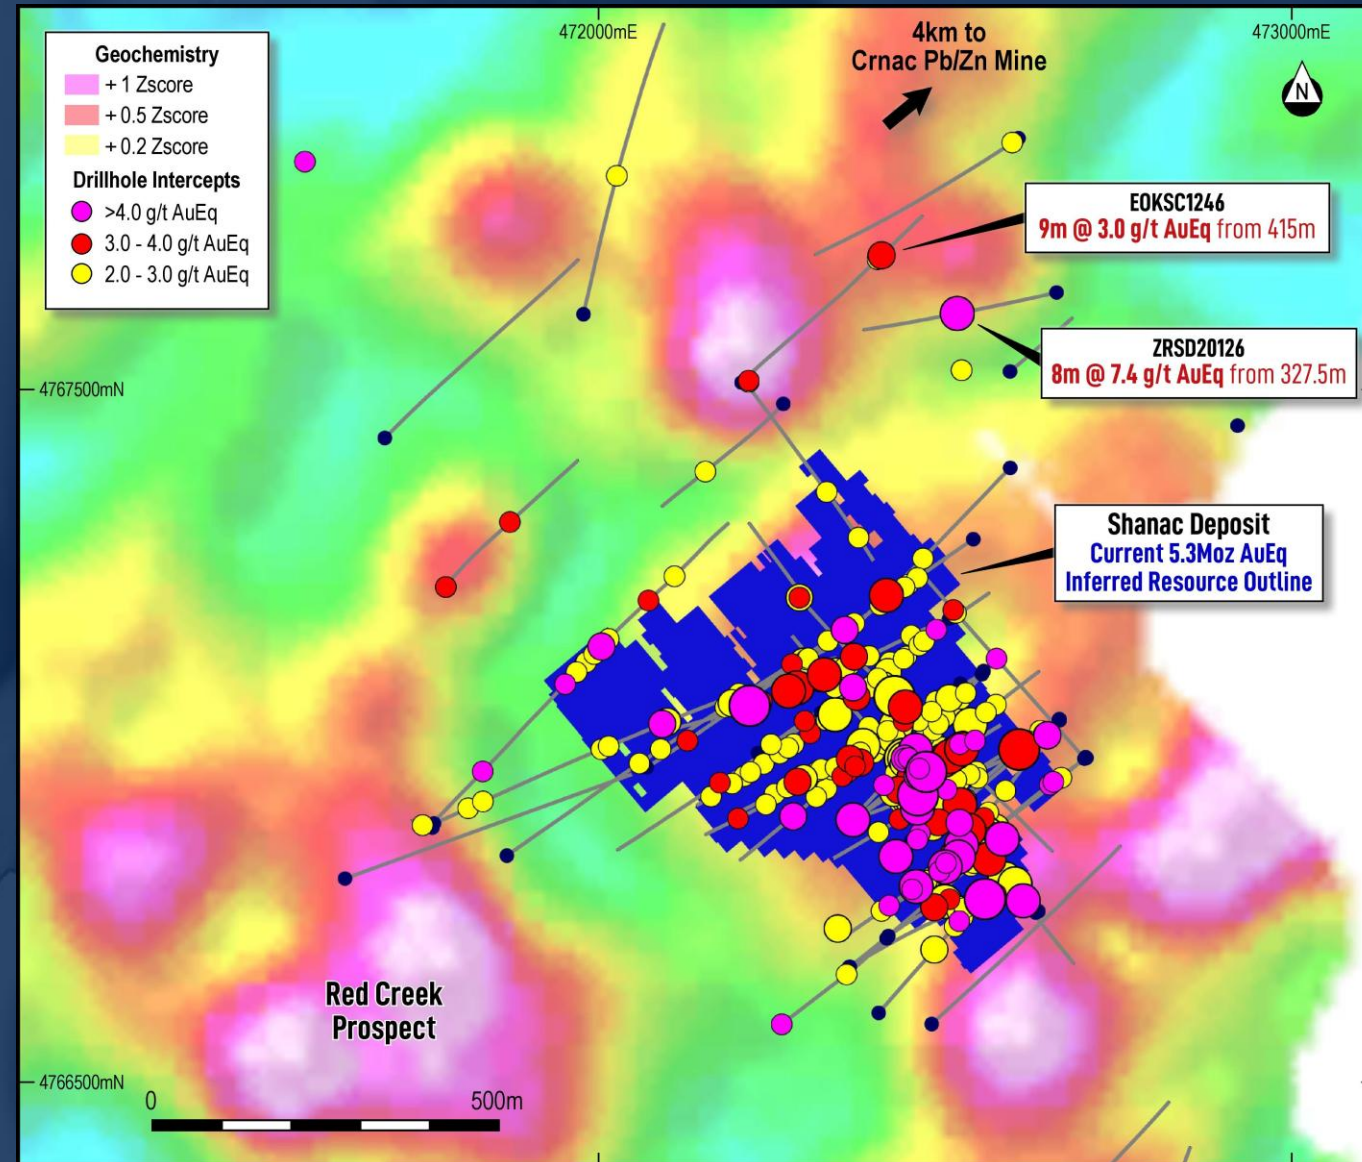 Geochemistry
+ 1 Zscore
+ 0.5 Zscore
+ 0.2 Zscore
Drillhole Intercepts
>4.0 g/t AuEq
3.0 - 4.0 g/t AuEq
2.0 - 3.0 g/t AuEq
472000mE
4km to
Crnac Pb/Zn Mine
473000mE
N
EOKSC1246
9m @ 3.0 g/t AuEq from 415m
ZRSD20126
8m @ 7.4 g/t AuEq from 327.5m
4767500mN
Shanac Deposit
Current 5.3Moz AuEq
Inferred Resource Outline
Red Creek
Prospect
4766500mN
0 500m